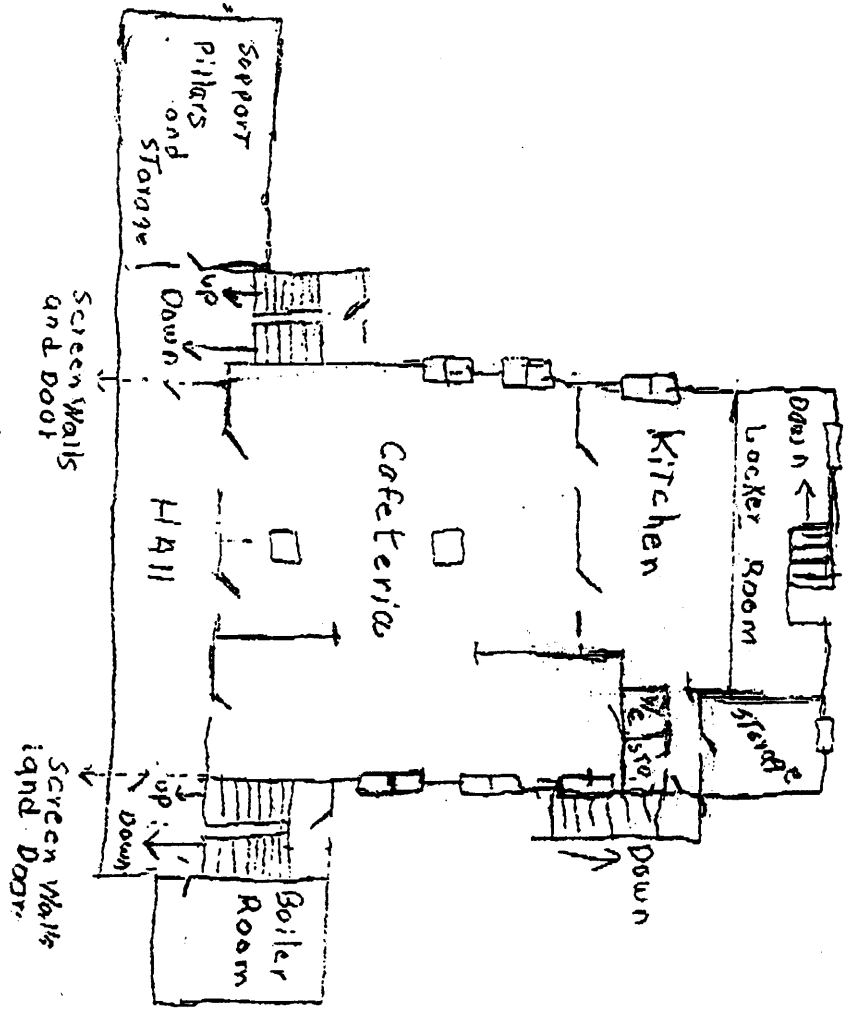 Down
Locker Room
Storage
Kitchen
W/C
STO.
Down
Cafeteria
Boiler
Room
Support
Pillars
and
STorage
up
Down
HAll
up
Down
Screen Walls
and Door
Screen Walls
and Door